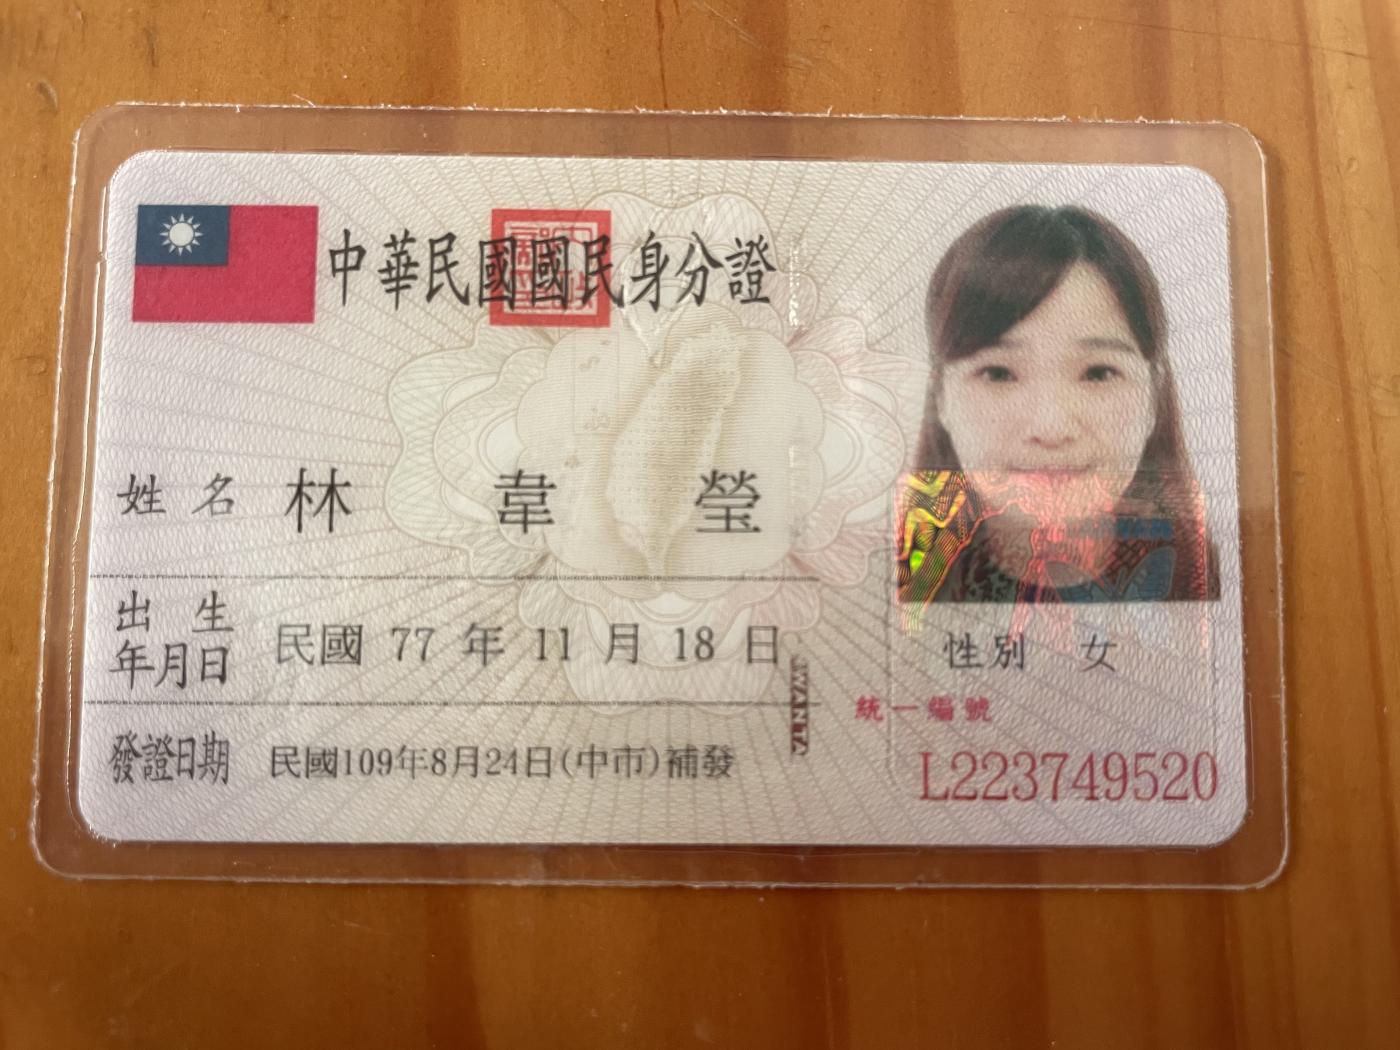 中華民國國民身分證
姓名 林韋瑩
出生年月日 民國 77 年 11 月 18 日
性別 女
統一編號
發證日期 民國109年8月24日(中市)補發
L223749520